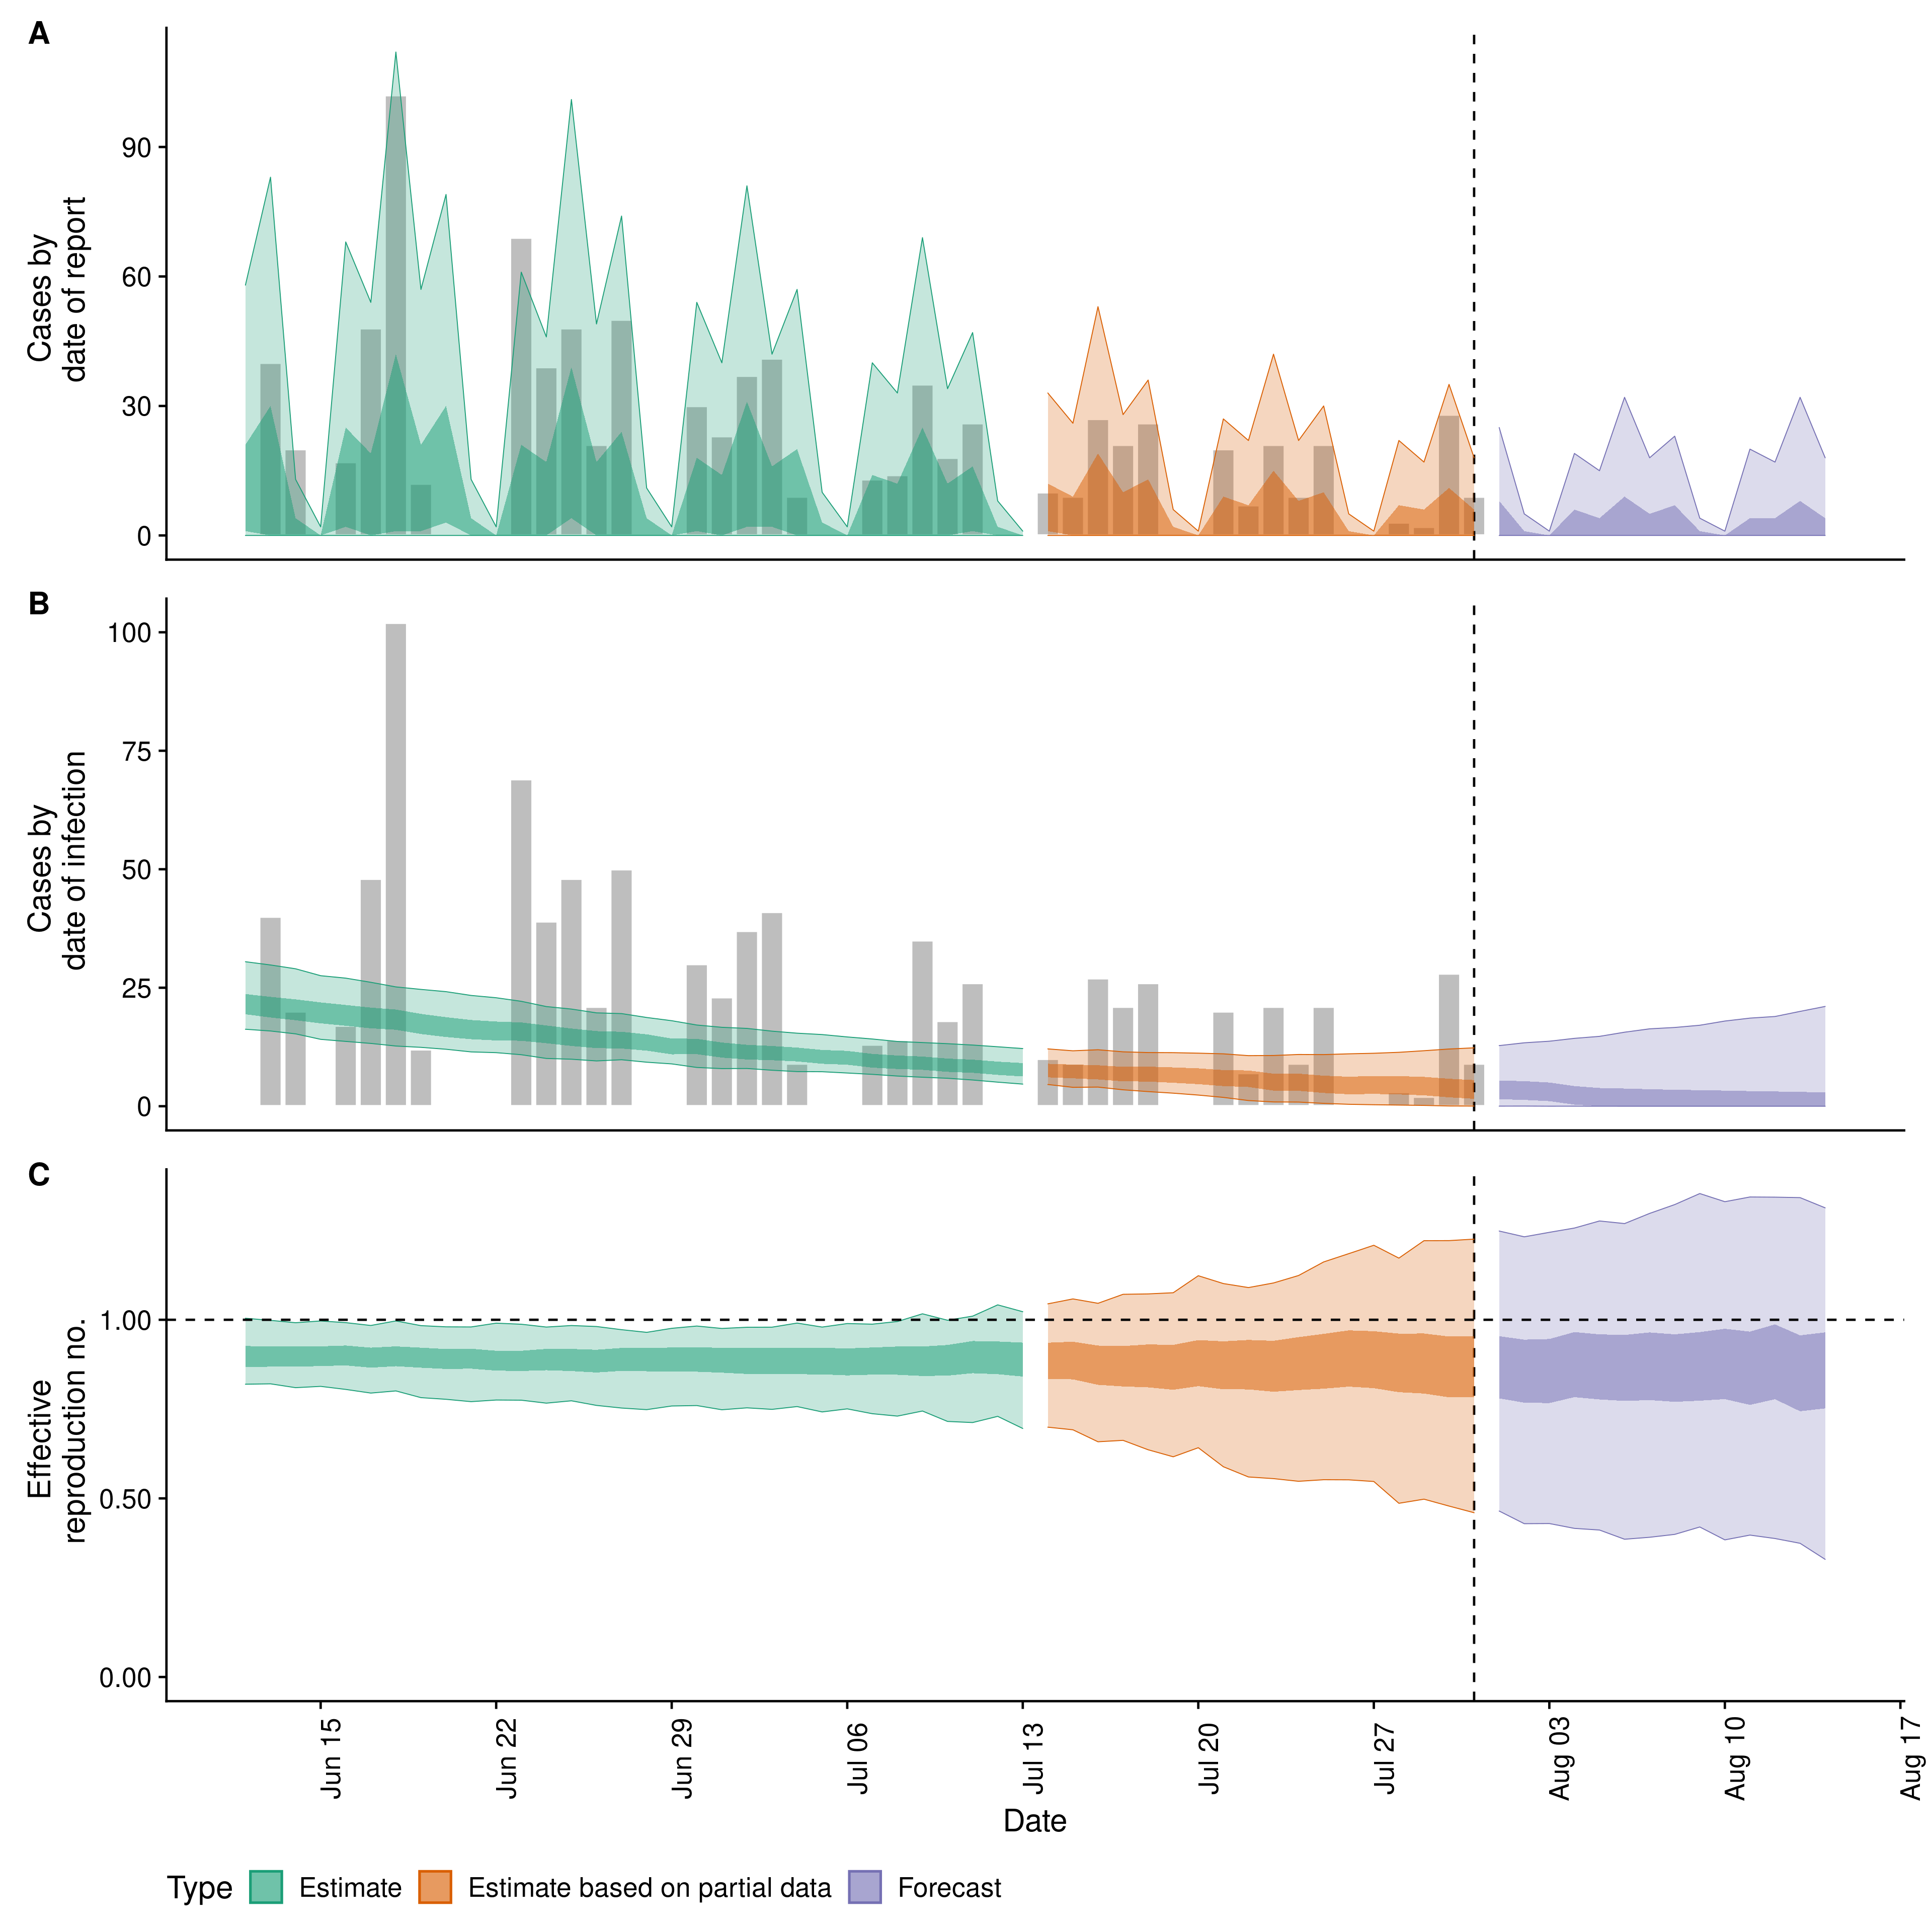 A
Cases by
date of report
90
60
30
0
B
Cases by
date of infection
100
75
50
25
0
C
Effective
reproduction no.
1.00
0.50
0.00
Jun 15
Jun 22
Jun 29
Jul 06
Jul 13
Jul 20
Jul 27
Aug 03
Aug 10
Aug 17
Date
Type Estimate Estimate based on partial data Forecast